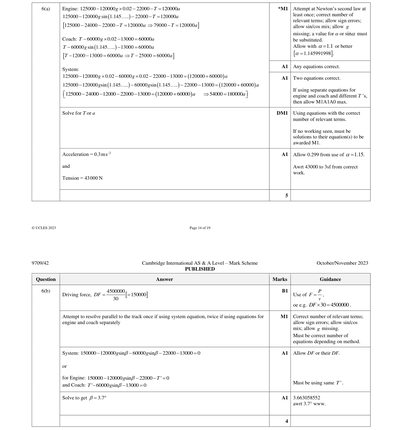 6(a)
Engine: 125000−12000g×0.02−22000−T=12000a
125000−120000g sin(1.145.....)−22000−T=120000a
[125000−24000−22000−T=120000a ⇒ 79000−T=120000a]
Coach: T−60000g×0.02−13000=60000a
T−60000g sin(1.145.....)−13000=60000a
[T−12000−13000=60000a ⇒ T−25000=60000a]
*M1
Attempt at Newton's second law at least once; correct number of relevant terms; allow sign errors; allow sin/cos mix; allow g missing; a value for α or sinα must be substituted.
Allow with α=1.1 or better
[α=1.145991998].
System:
125000−120000g×0.02−60000g×0.02−22000−13000=(120000+60000)a
125000−120000g sin(1.145.....)−60000g sin(1.145.....)−22000−13000=(120000+60000)a
[125000−24000−12000−22000−13000=(120000+60000)a ⇒54000=180000a]
A1
Any equations correct.
A1
Two equations correct.
If using separate equations for engine and coach and different T's, then allow M1A1A0 max.
Solve for T or a
DM1
Using equations with the correct number of relevant terms.
If no working seen, must be solutions to their equation(s) to be awarded M1.
Acceleration = 0.3 ms⁻²
and
Tension = 43000 N
A1
Allow 0.299 from use of α=1.15.
Awrt 43000 to 3sf from correct work.
5
© UCLES 2023
Page 14 of 19
9709/42
Cambridge International AS & A Level – Mark Scheme
PUBLISHED
October/November 2023
Question
Answer
Marks
Guidance
6(b)
Driving force, DF = 4500000/30 [=150000]
B1
Use of F = P/v,
or e.g. DF×30=4500000.
Attempt to resolve parallel to the track once if using system equation, twice if using equations for engine and coach separately
M1
Correct number of relevant terms; allow sign errors; allow sin/cos mix; allow g missing.
Must be correct number of equations depending on method.
System: 150000−120000g sinβ−60000g sinβ−22000−13000=0
or
for Engine: 150000−120000g sinβ−22000−T'=0
and Coach: T'−60000g sinβ−13000=0
A1
Allow DF or their DF.
Must be using same T'.
Solve to get β=3.7°
A1
3.663058552
awrt 3.7° www.
4